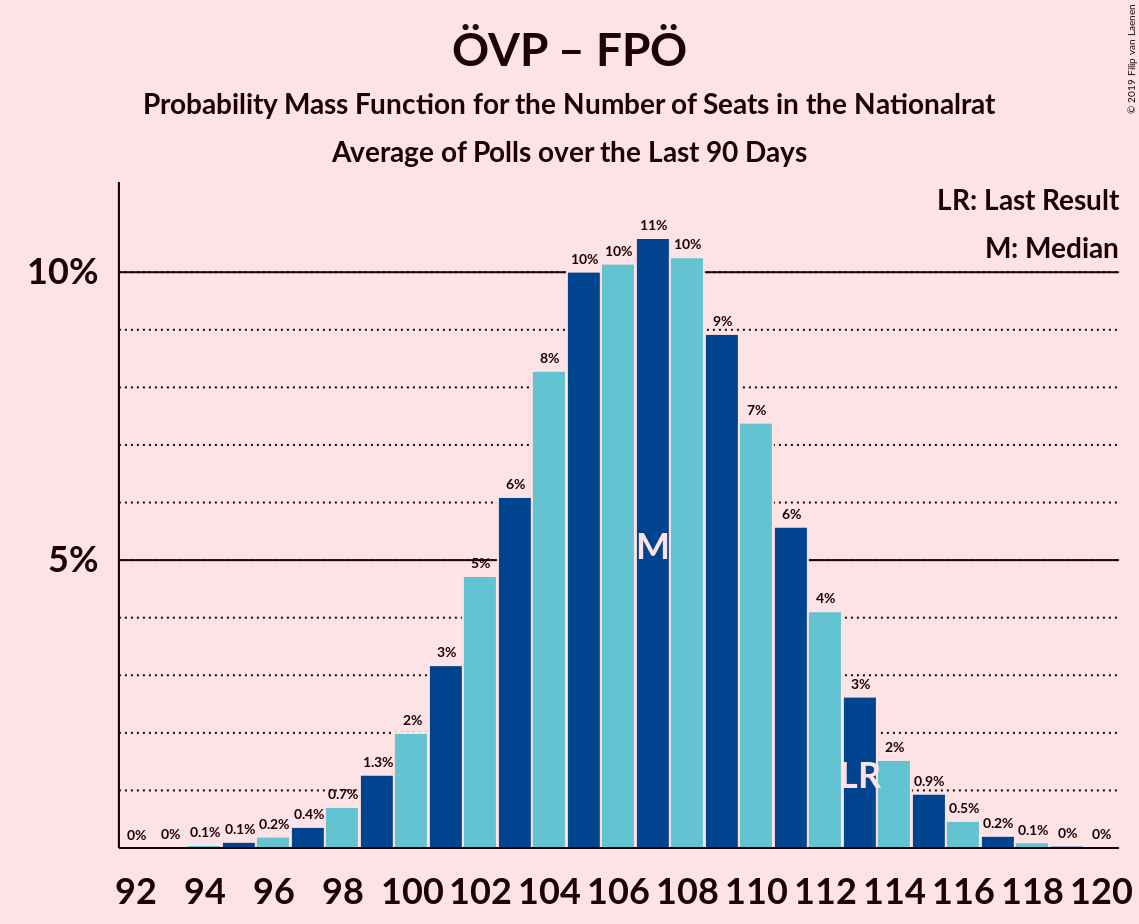 ÖVP – FPÖ
Probability Mass Function for the Number of Seats in the Nationalrat
Average of Polls over the Last 90 Days
© 2019 Filip van Laenen
LR: Last Result
M: Median
10%
5%
0% 0% 0.1% 0.1% 0.2% 0.4% 0.7% 1.3% 2% 3% 5% 6% 8% 10% 10% 11% 10% 9% 7% 6% 4% 3% 2% 0.9% 0.5% 0.2% 0.1% 0% 0%
M
LR
92 94 96 98 100 102 104 106 108 110 112 114 116 118 120